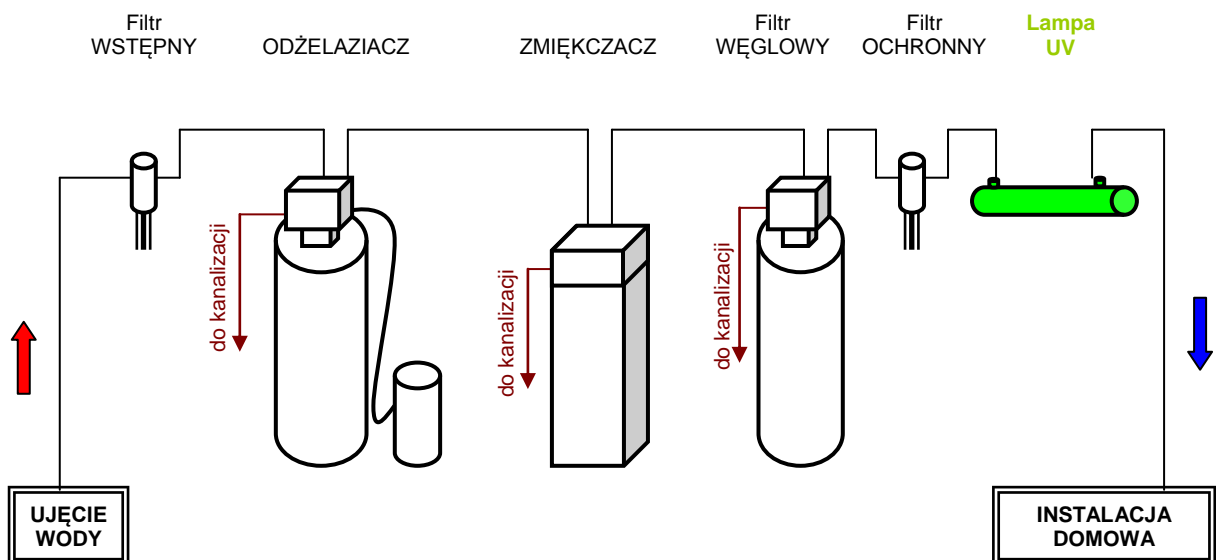 Filtr
WSTĘPNY
ODŻELAZIACZ
ZMIĘKCZACZ
Filtr
WĘGLOWY
Filtr
OCHRONNY
Lampa
UV
do kanalizacji
do kanalizacji
do kanalizacji
UJĘCIE
WODY
INSTALACJA
DOMOWA